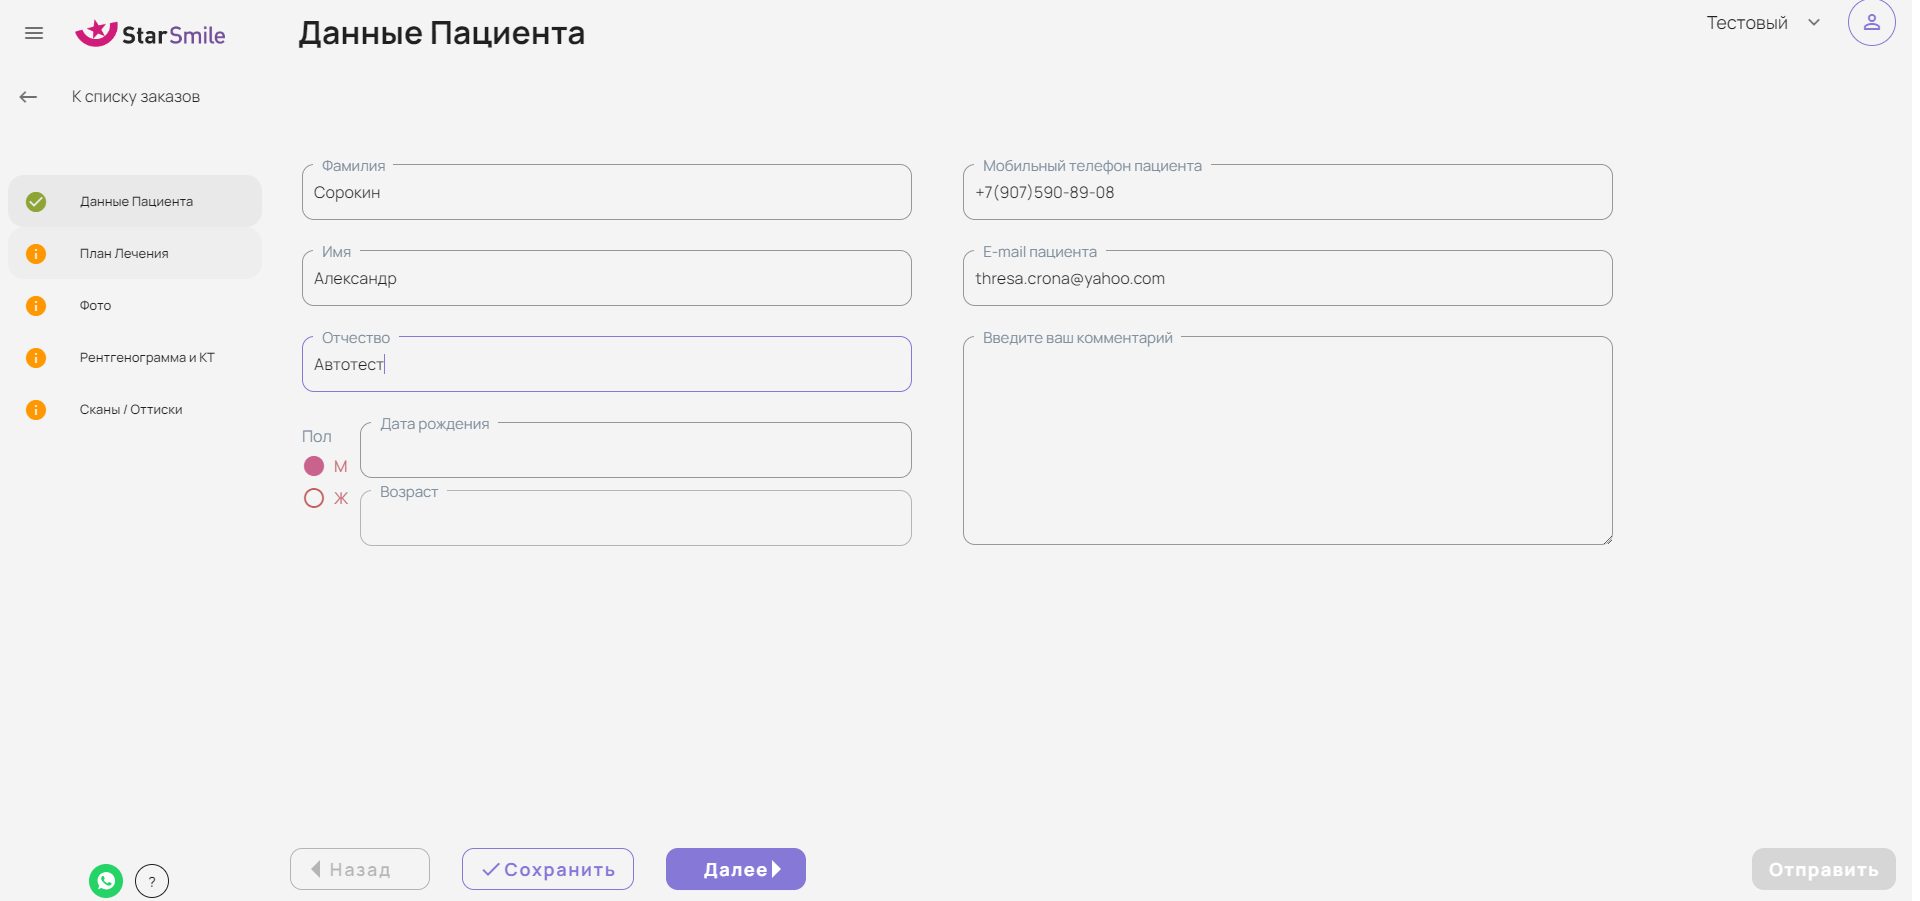 StarSmile
Данные Пациента
Тестовый
К списку заказов
Данные Пациента
План Лечения
Фото
Рентгенограмма и КТ
Сканы / Оттиски
Фамилия
Сорокин
Имя
Александр
Отчество
Автотест
Пол
М
Ж
Дата рождения
Возраст
Мобильный телефон пациента
+7(907)590-89-08
E-mail пациента
thresa.crona@yahoo.com
Введите ваш комментарий
?
Назад
Сохранить
Далее
Отправить